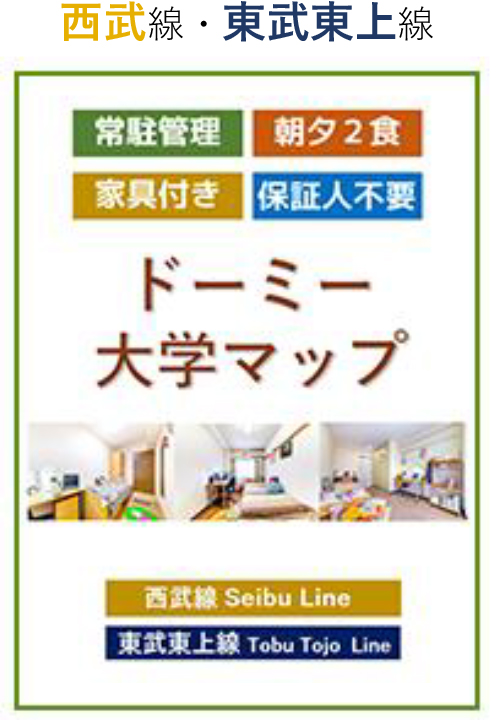 西武線・東武東上線
常駐管理 朝夕２食
家具付き 保証人不要
ドーミー
大学マップ
西武線 Seibu Line
東武東上線 Tobu Tojo Line